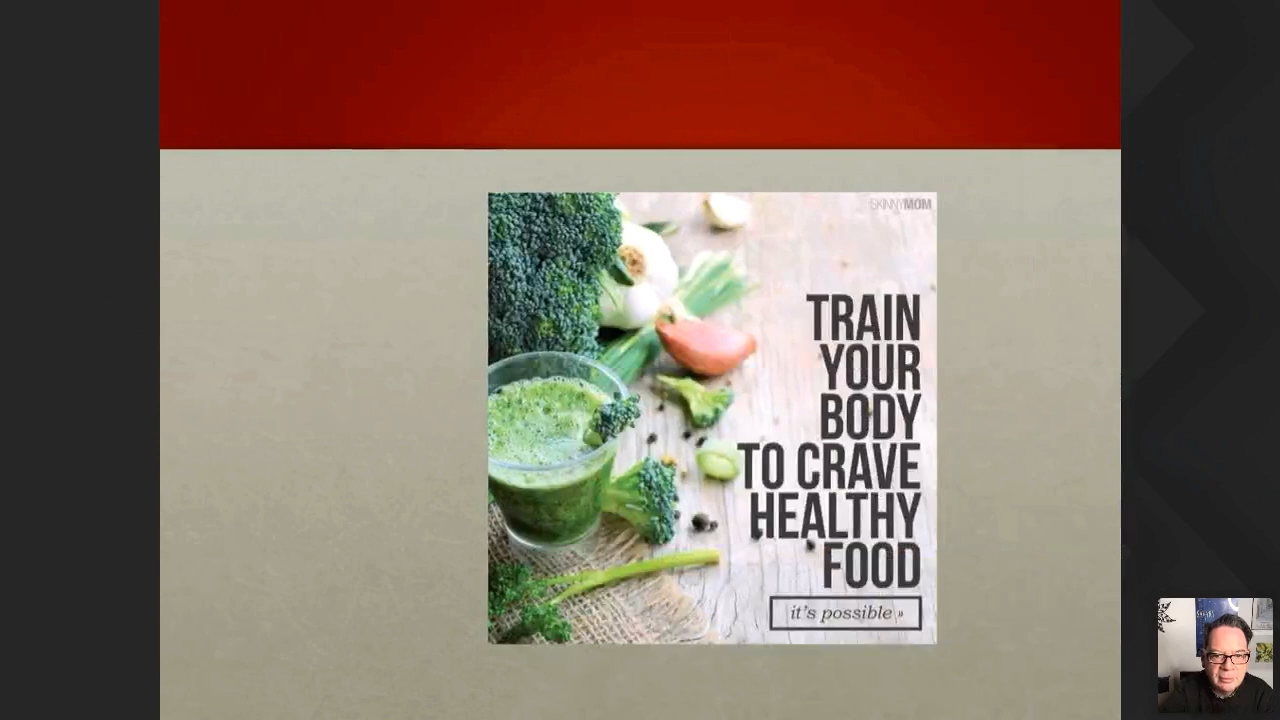 SKINNYMOM
TRAIN
YOUR
BODY
TO CRAVE
HEALTHY
FOOD
it's possible »